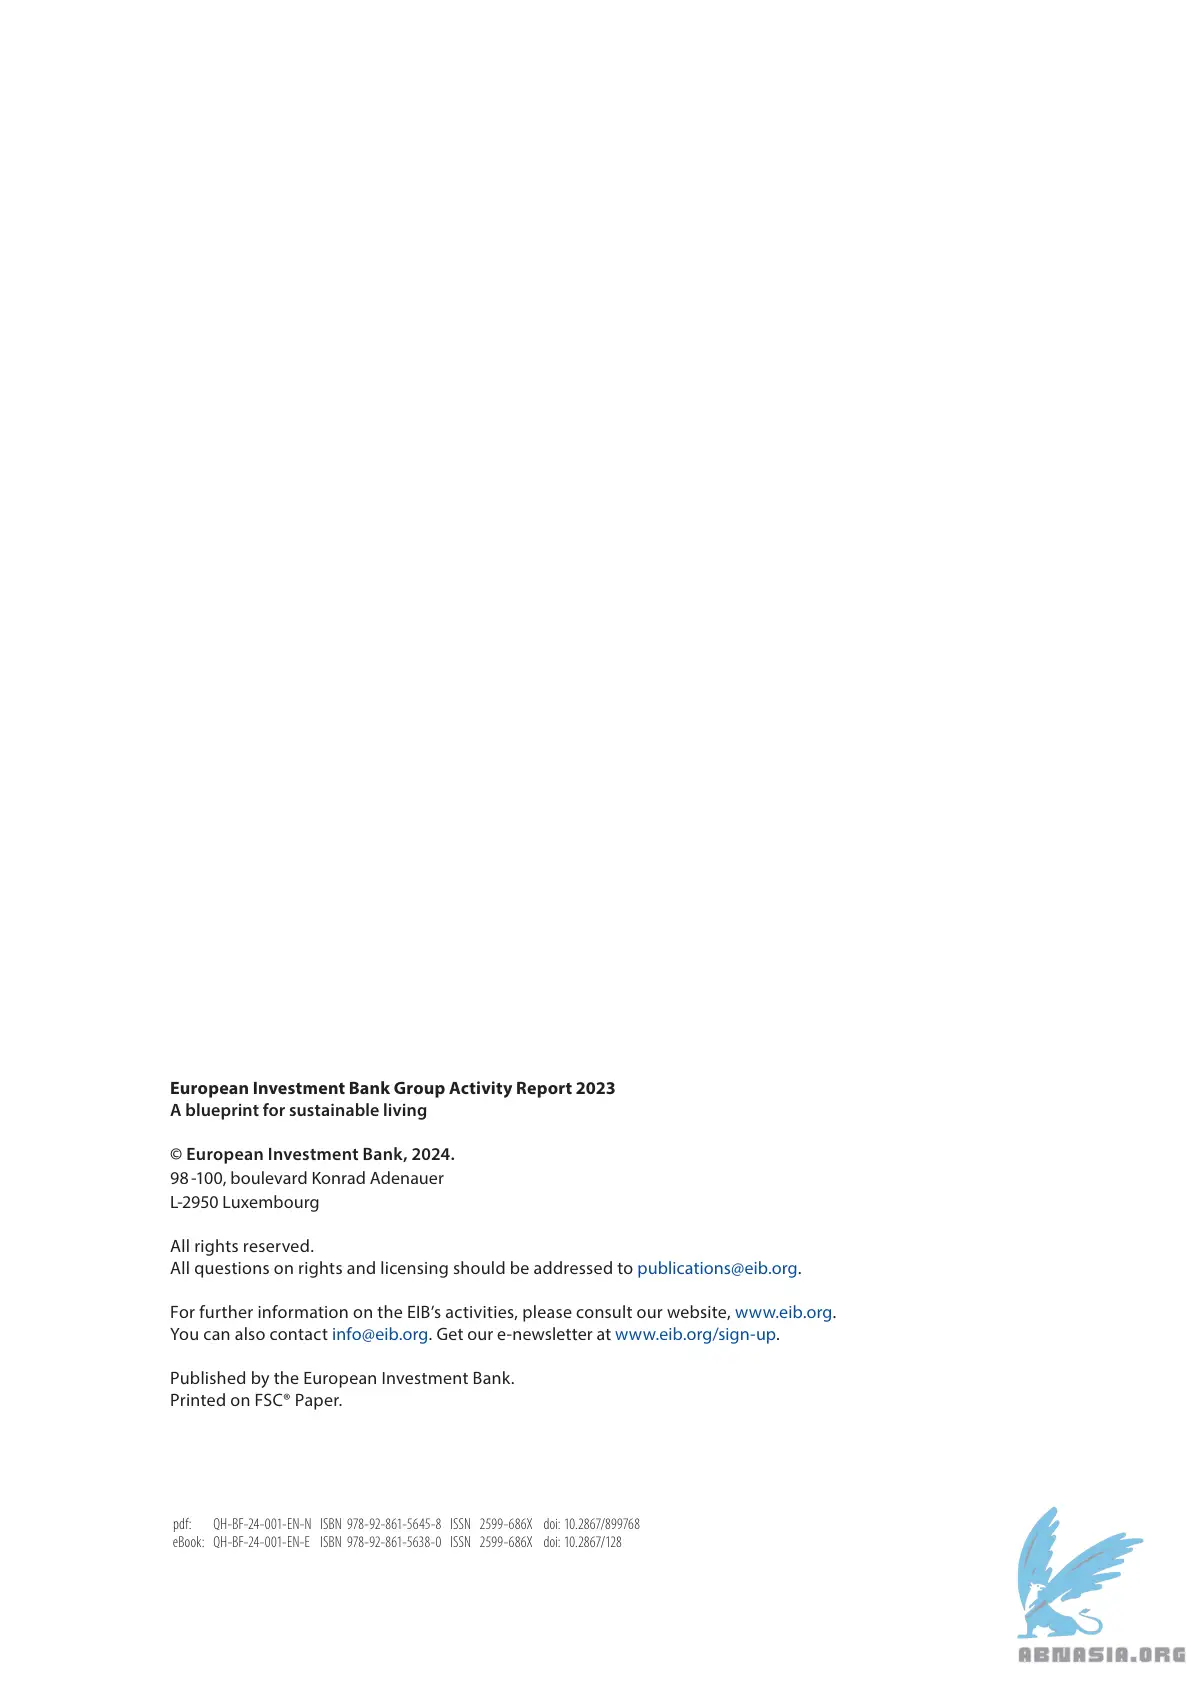 European Investment Bank Group Activity Report 2023
A blueprint for sustainable living
© European Investment Bank, 2024.
98 -100, boulevard Konrad Adenauer
L-2950 Luxembourg
All rights reserved.
All questions on rights and licensing should be addressed to publications@eib.org.
For further information on the EIB’s activities, please consult our website, www.eib.org.
You can also contact info@eib.org. Get our e-newsletter at www.eib.org/sign-up.
Published by the European Investment Bank.
Printed on FSC® Paper.
pdf: QH-BF-24-001-EN-N ISBN 978-92-861-5645-8 ISSN 2599-686X doi: 10.2867/899768
eBook: QH-BF-24-001-EN-E ISBN 978-92-861-5638-0 ISSN 2599-686X doi: 10.2867/128
ABNASIA.ORG